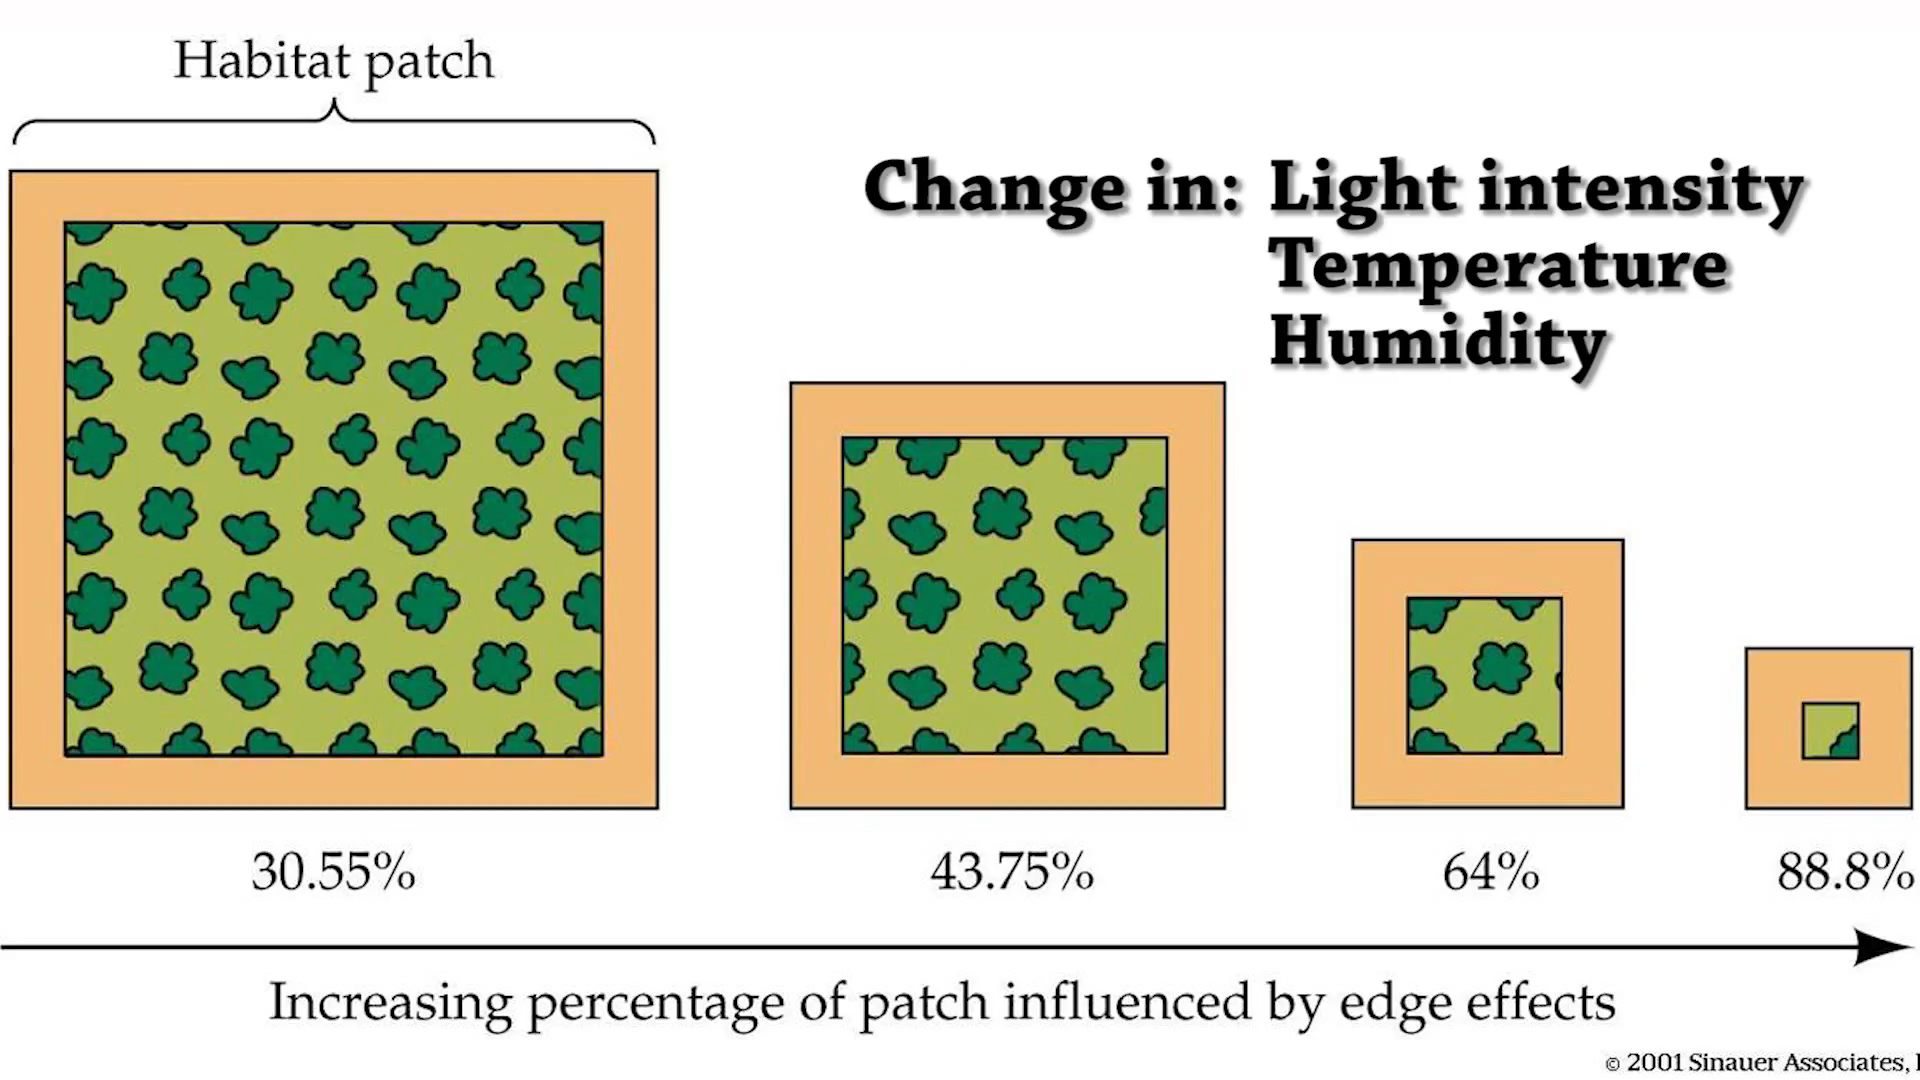 Habitat patch
Change in: Light intensity
Temperature
Humidity
30.55% 43.75% 64% 88.8%
Increasing percentage of patch influenced by edge effects
© 2001 Sinauer Associates,